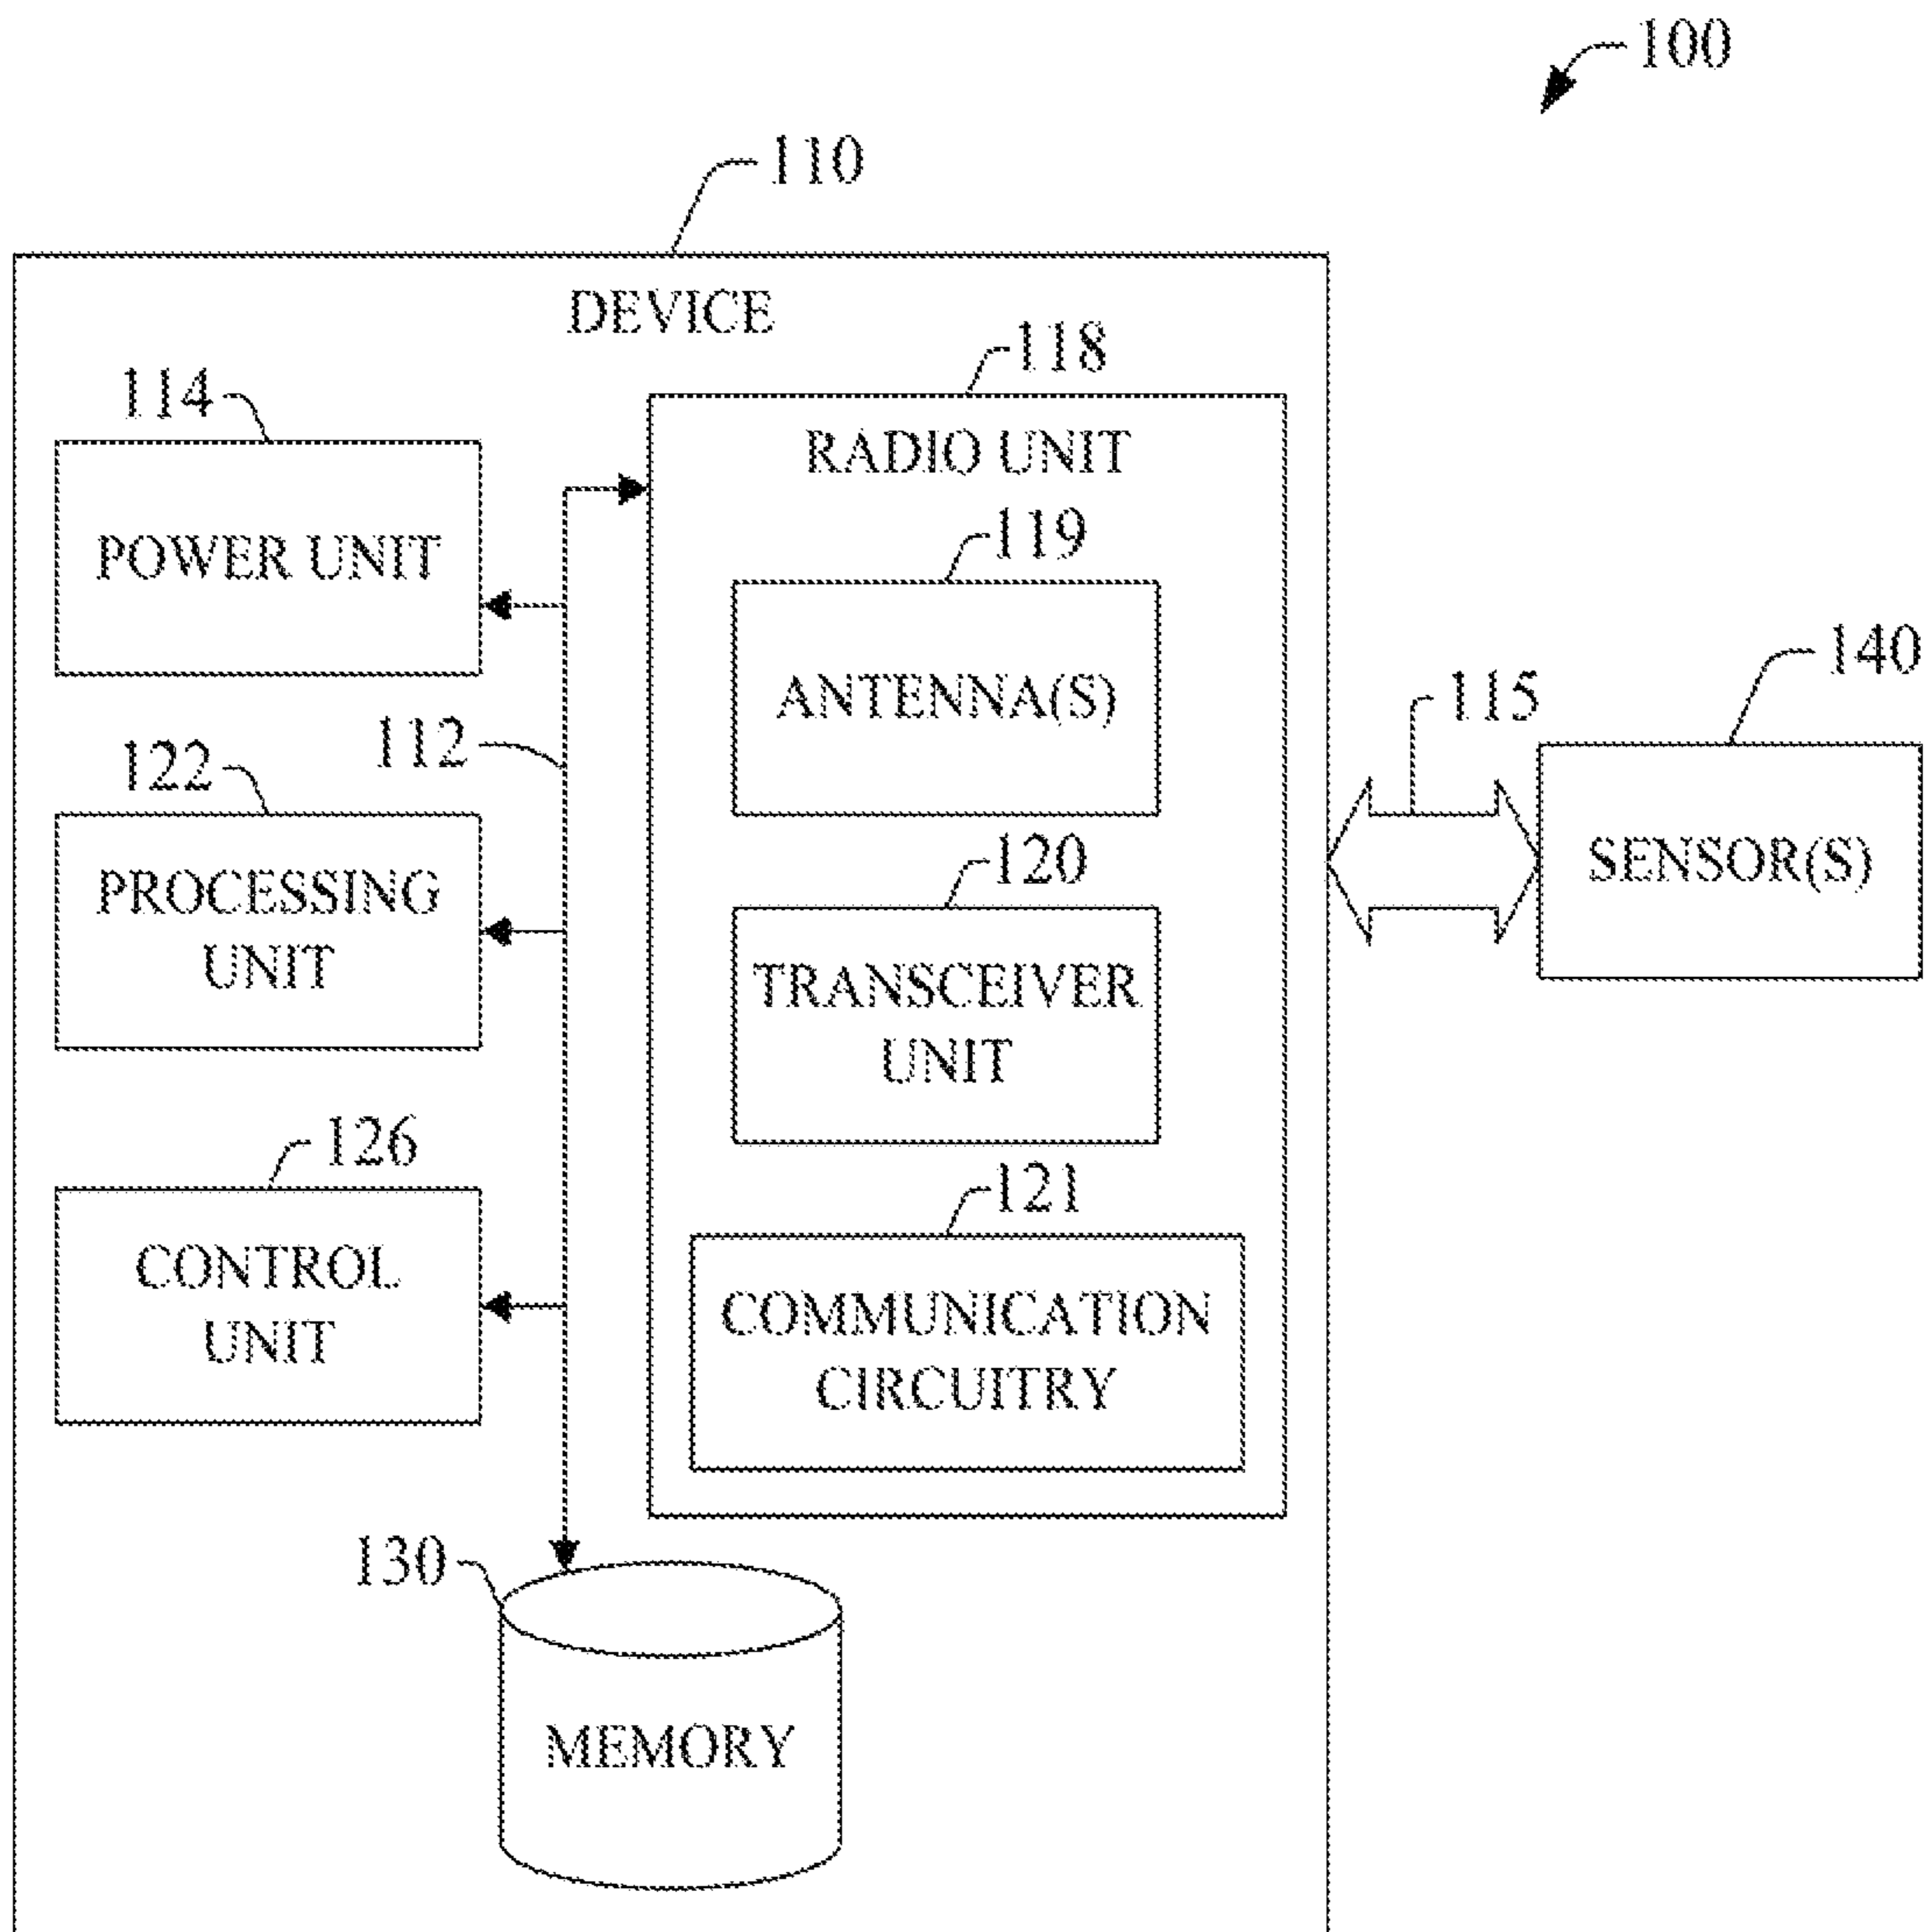 100
110
DEVICE
118
114
RADIO UNIT
POWER UNIT
119
ANTENNA(S)
115
140
112
122
PROCESSING
UNIT
120
SENSOR(S)
TRANSCEIVER
UNIT
126
CONTROL
UNIT
121
COMMUNICATION
CIRCUITRY
130
MEMORY